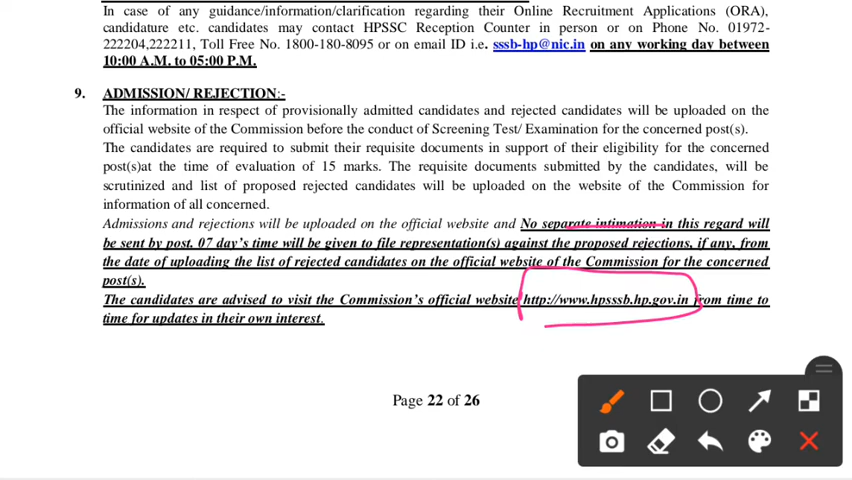 In case of any guidance/information/clarification regarding their Online Recruitment Applications (ORA),
candidature etc. candidates may contact HPSSC Reception Counter in person or on Phone No. 01972-
222204,222211, Toll Free No. 1800-180-8095 or on email ID i.e. sssb-hp@nic.in on any working day between
10:00 A.M. to 05:00 P.M.
9. ADMISSION/ REJECTION:-
The information in respect of provisionally admitted candidates and rejected candidates will be uploaded on the
official website of the Commission before the conduct of Screening Test/ Examination for the concerned post(s).
The candidates are required to submit their requisite documents in support of their eligibility for the concerned
post(s)at the time of evaluation of 15 marks. The requisite documents submitted by the candidates, will be
scrutinized and list of proposed rejected candidates will be uploaded on the website of the Commission for
information of all concerned.
Admissions and rejections will be uploaded on the official website and No separate intimation in this regard will
be sent by post. 07 day's time will be given to file representation(s) against the proposed rejections, if any, from
the date of uploading the list of rejected candidates on the official website of the Commission for the concerned
post(s).
The candidates are advised to visit the Commission's official website http://www.hpsssb.hp.gov.in from time to
time for updates in their own interest.
Page 22 of 26